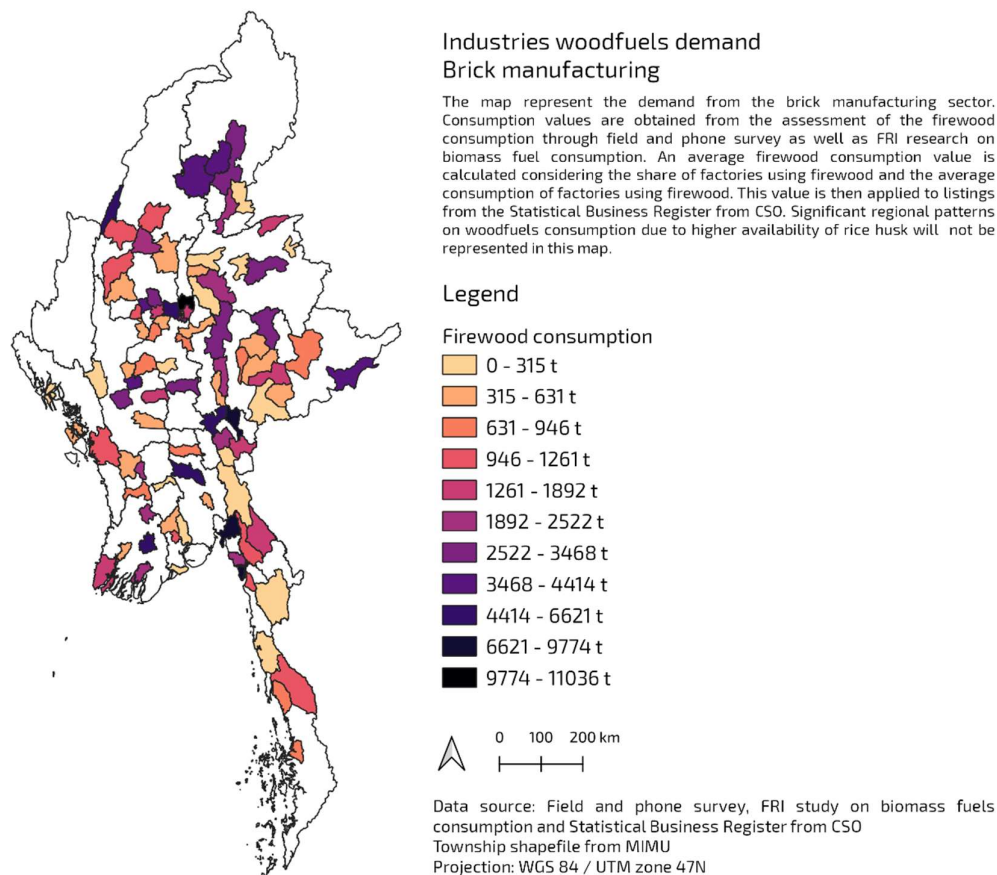 Industries woodfuels demand
Brick manufacturing
The map represent the demand from the brick manufacturing sector.
Consumption values are obtained from the assessment of the firewood
consumption through field and phone survey as well as FRI research on
biomass fuel consumption. An average firewood consumption value is
calculated considering the share of factories using firewood and the average
consumption of factories using firewood. This value is then applied to listings
from the Statistical Business Register from CSO. Significant regional patterns
on woodfuels consumption due to higher availability of rice husk will not be
represented in this map.
Legend
Firewood consumption
0 - 315 t
315 - 631 t
631 - 946 t
946 - 1261 t
1261 - 1892 t
1892 - 2522 t
2522 - 3468 t
3468 - 4414 t
4414 - 6621 t
6621 - 9774 t
9774 - 11036 t
0 100 200 km
Data source: Field and phone survey, FRI study on biomass fuels
consumption and Statistical Business Register from CSO
Township shapefile from MIMU
Projection: WGS 84 / UTM zone 47N